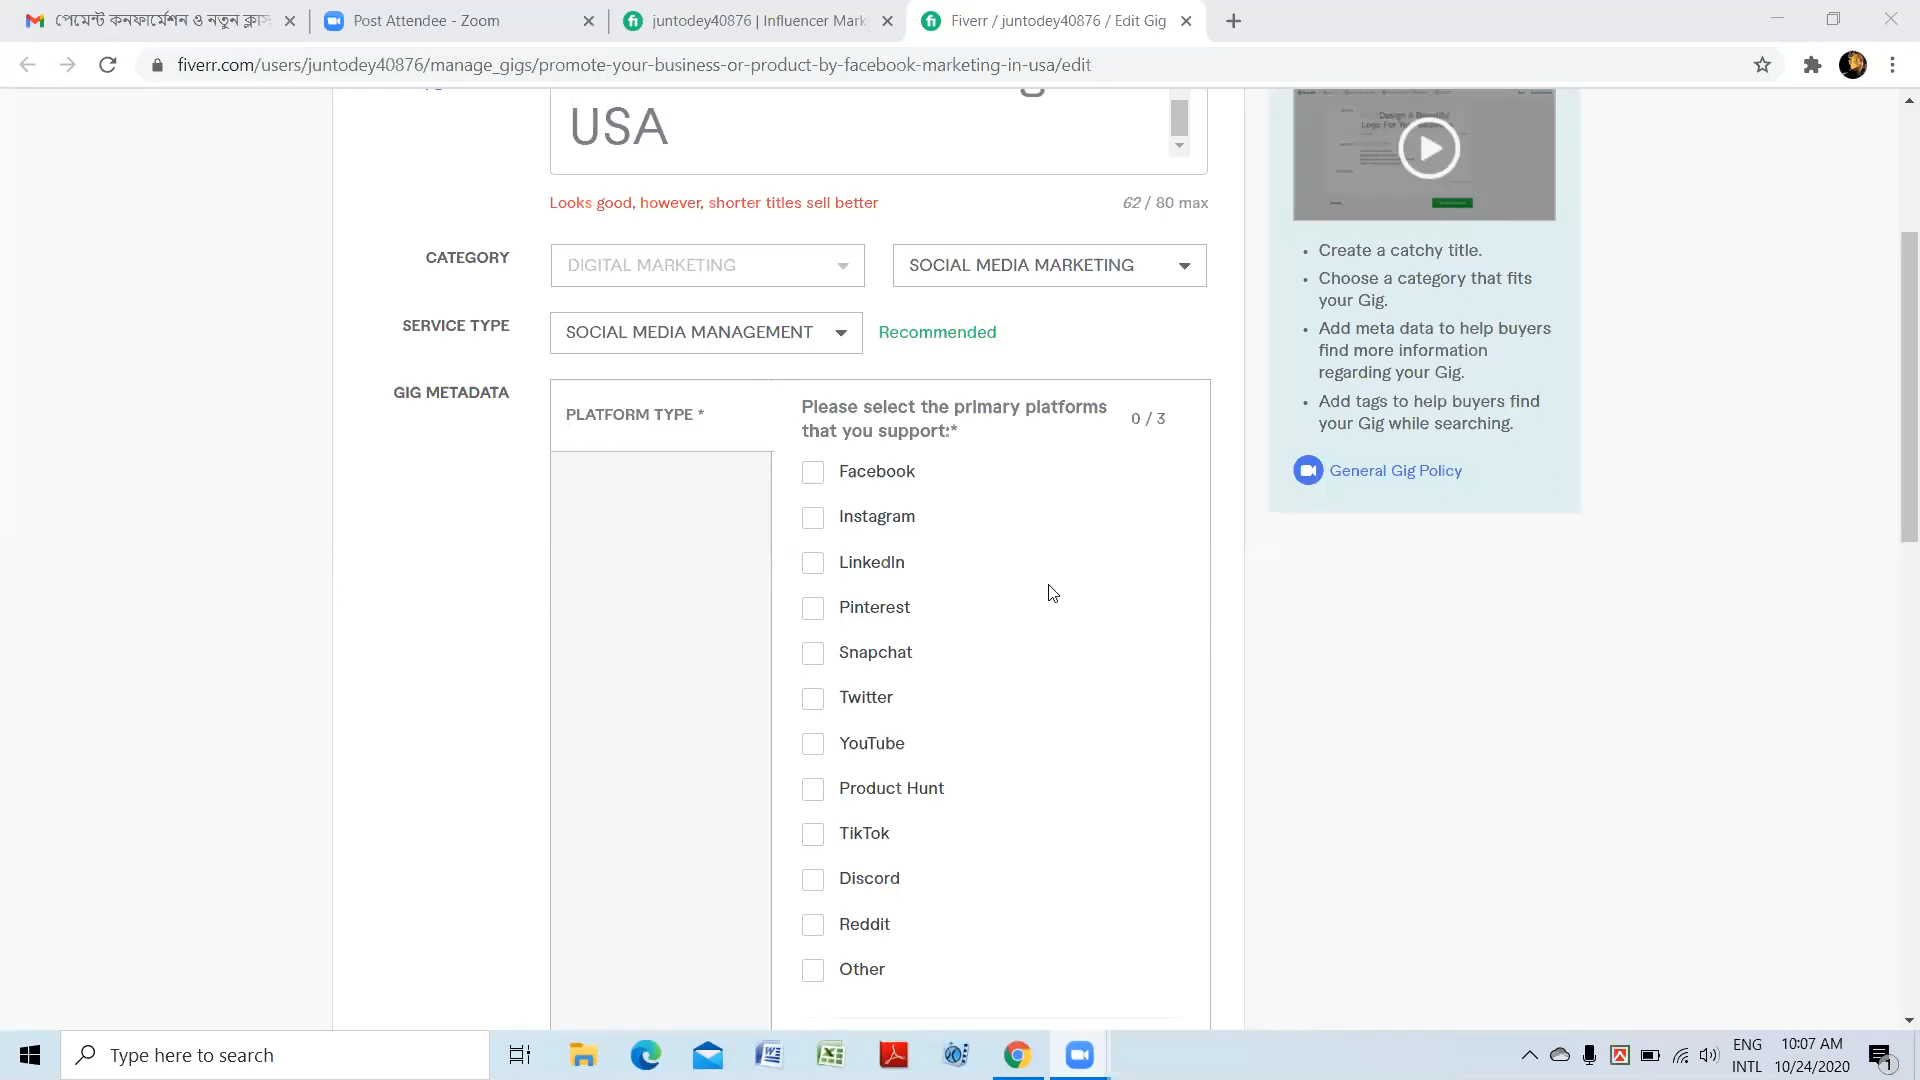 পেমেন্ট কনফার্মেশন ও নতুন ক্লাস
Post Attendee - Zoom
juntodey40876 | Influencer Mark
Fiverr / juntodey40876 / Edit Gig
fiverr.com/users/juntodey40876/manage_gigs/promote-your-business-or-product-by-facebook-marketing-in-usa/edit
USA
Looks good, however, shorter titles sell better
62 / 80 max
CATEGORY
DIGITAL MARKETING
SOCIAL MEDIA MARKETING
SERVICE TYPE
SOCIAL MEDIA MANAGEMENT
Recommended
GIG METADATA
PLATFORM TYPE *
Please select the primary platforms
that you support:*
0 / 3
Facebook
Instagram
LinkedIn
Pinterest
Snapchat
Twitter
YouTube
Product Hunt
TikTok
Discord
Reddit
Other
• Create a catchy title.
• Choose a category that fits
your Gig.
• Add meta data to help buyers
find more information
regarding your Gig.
• Add tags to help buyers find
your Gig while searching.
General Gig Policy
Type here to search
ENG
INTL
10:07 AM
10/24/2020
1